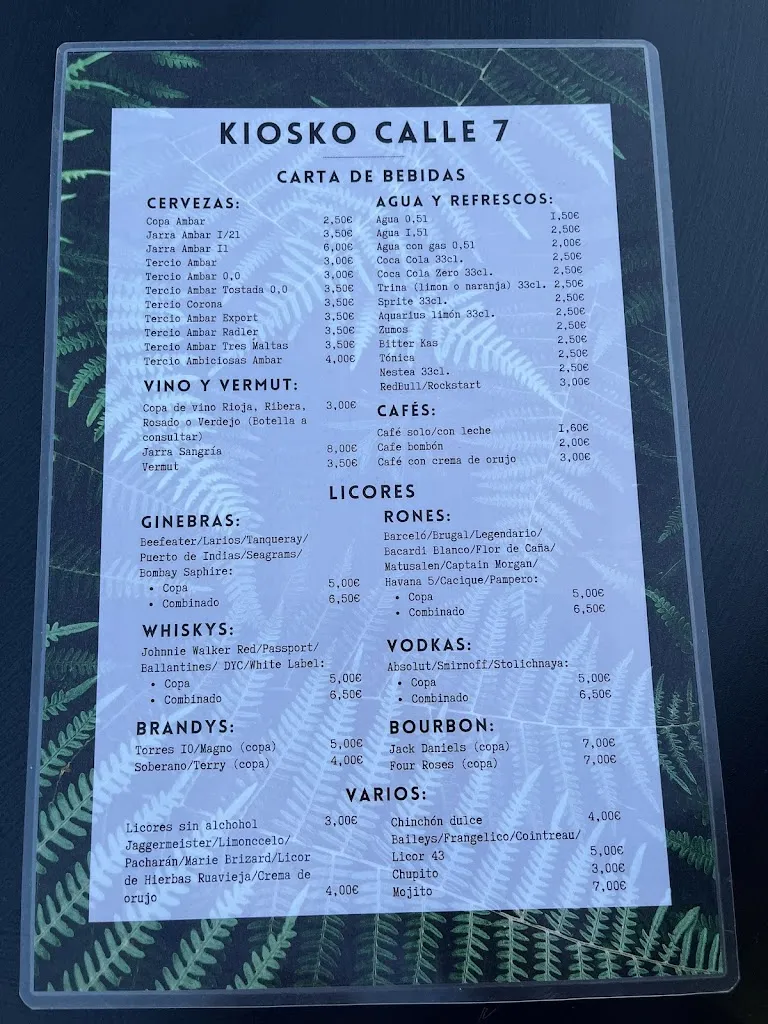 KIOSKO CALLE 7
CARTA DE BEBIDAS
CERVEZAS:
Copa Ambar 2,50€
Jarra Ambar 1/2l 3,50€
Jarra Ambar 1l 6,00€
Tercio Ambar 3,00€
Tercio Ambar 0,0 3,00€
Tercio Ambar Tostada 0,0 3,50€
Tercio Corona 3,50€
Tercio Ambar Export 3,50€
Tercio Ambar Radler 3,50€
Tercio Ambar Tres Maltas 3,50€
Tercio Ambiciosas Ambar 4,00€
VINO Y VERMUT:
Copa de vino Rioja, Ribera, 3,00€
Rosado o Verdejo (Botella a
consultar)
Jarra Sangría 8,00€
Vermut 3,50€
AGUA Y REFRESCOS:
Agua 0,5l 1,50€
Agua 1,5l 2,50€
Agua con gas 0,5l 2,00€
Coca Cola 33cl. 2,50€
Coca Cola Zero 33cl. 2,50€
Trina (limon o naranja) 33cl. 2,50€
Sprite 33cl. 2,50€
Aquarius limón 33cl. 2,50€
Zumos 2,50€
Bitter Kas 2,50€
Tónica 2,50€
Nestea 33cl. 2,50€
RedBull/Rockstart 3,00€
CAFÉS:
Café solo/con leche 1,60€
Cafe bombón 2,00€
Café con crema de orujo 3,00€
LICORES
GINEBRAS:
Beefeater/Larios/Tanqueray/
Puerto de Indias/Seagrams/
Bombay Saphire:
• Copa 5,00€
• Combinado 6,50€
RONES:
Barceló/Brugal/Legendario/
Bacardi Blanco/Flor de Caña/
Matusalen/Captain Morgan/
Havana 5/Cacique/Pampero:
• Copa 5,00€
• Combinado 6,50€
WHISKYS:
Johnnie Walker Red/Passport/
Ballantines/ DYC/White Label:
• Copa 5,00€
• Combinado 6,50€
VODKAS:
Absolut/Smirnoff/Stolichnaya:
• Copa 5,00€
• Combinado 6,50€
BRANDYS:
Torres 10/Magno (copa) 5,00€
Soberano/Terry (copa) 4,00€
BOURBON:
Jack Daniels (copa) 7,00€
Four Roses (copa) 7,00€
VARIOS:
Licores sin alchohol 3,00€
Jaggermeister/Limonccelo/
Pacharán/Marie Brizard/Licor
de Hierbas Ruavieja/Crema de
orujo 4,00€
Chinchón dulce 4,00€
Baileys/Frangelico/Cointreau/
Licor 43 5,00€
Chupito 3,00€
Mojito 7,00€